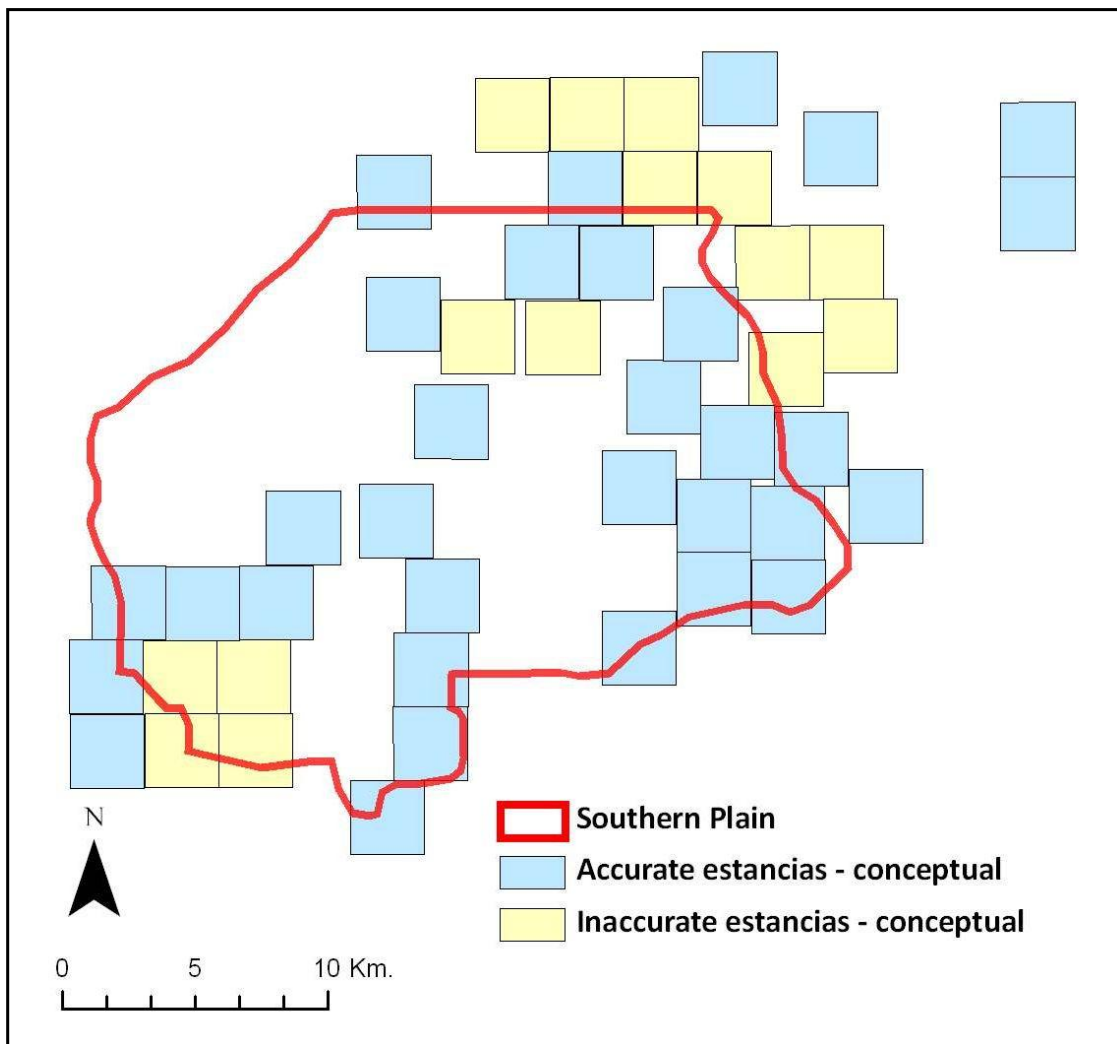 Southern Plain
Accurate estancias - conceptual
Inaccurate estancias - conceptual
N
0 5 10 Km.